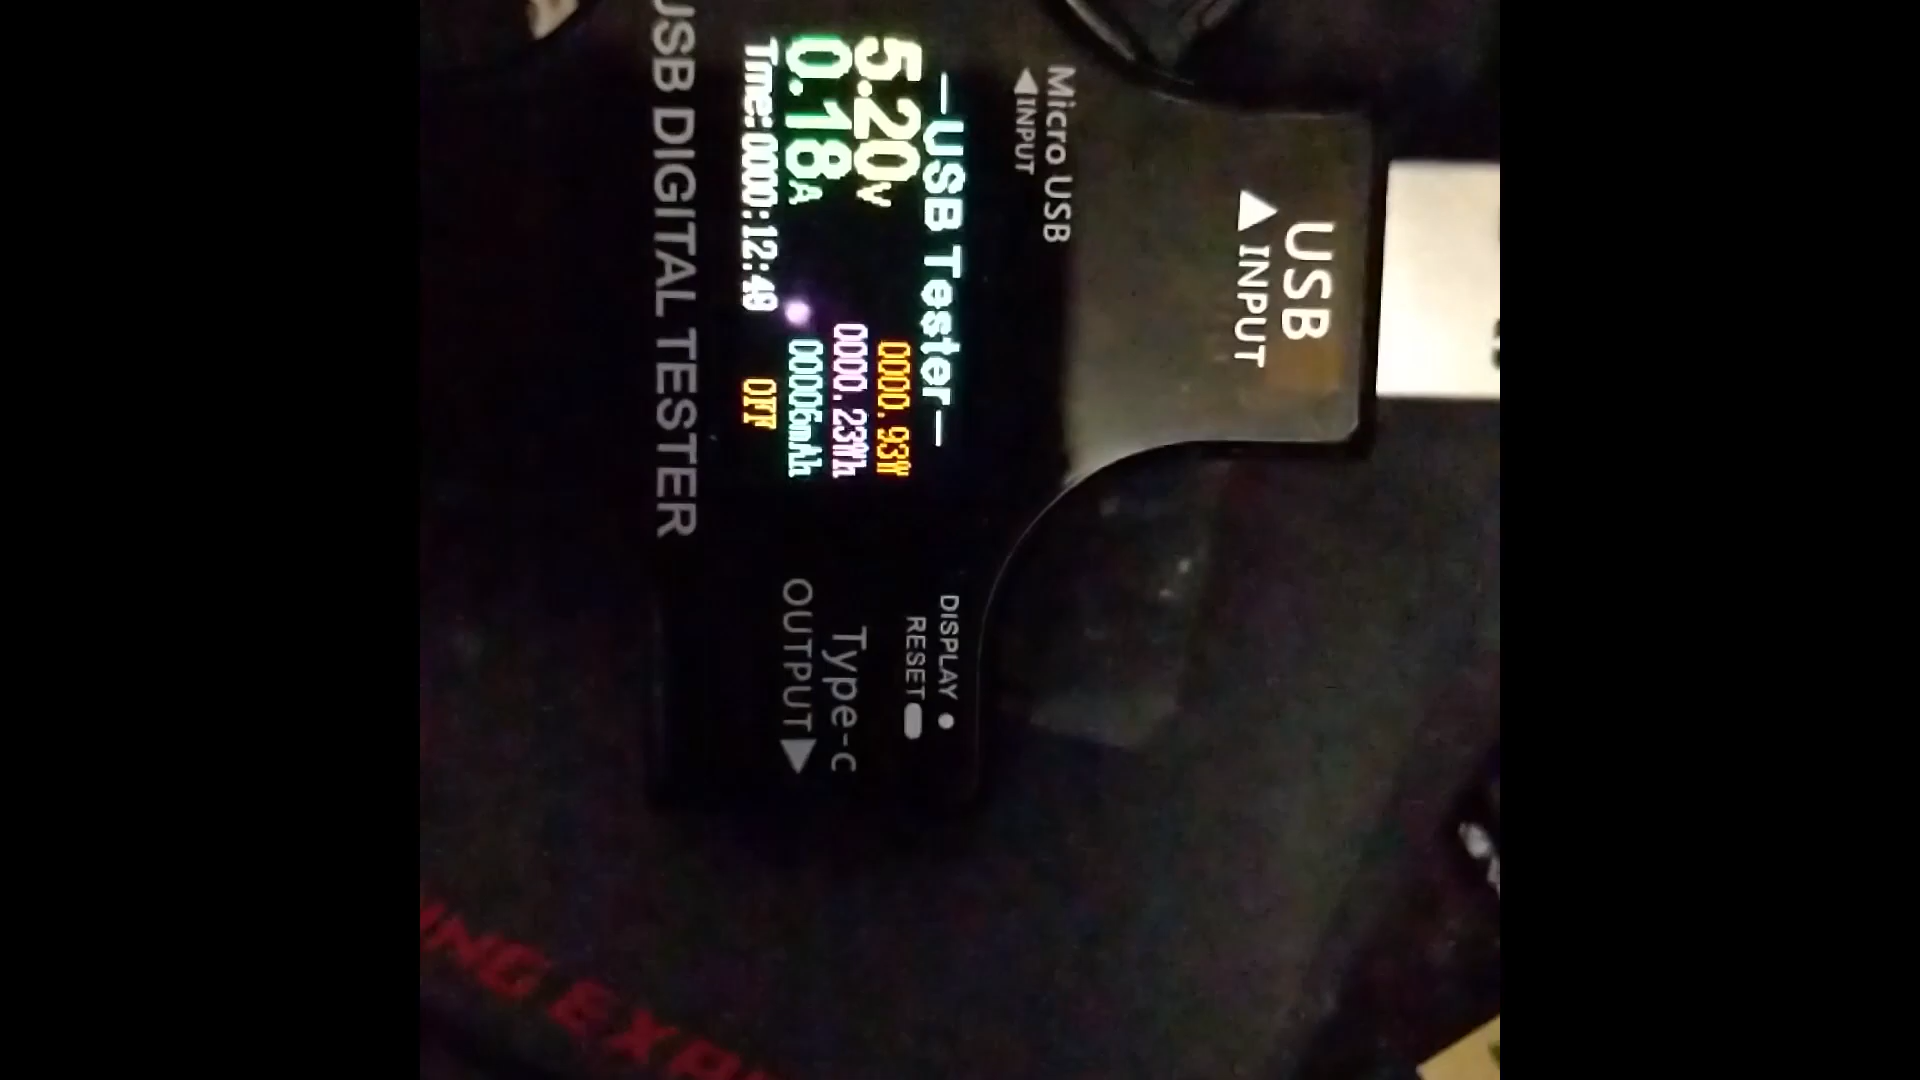 USB
INPUT
Micro USB
INPUT
—USB Tester—
5.20V
0.18A
Tme:0000:12:49
0000.93W
0000.23Wh
00006mAh
OFF
DISPLAY
RESET
Type-c
OUTPUT
USB DIGITAL TESTER